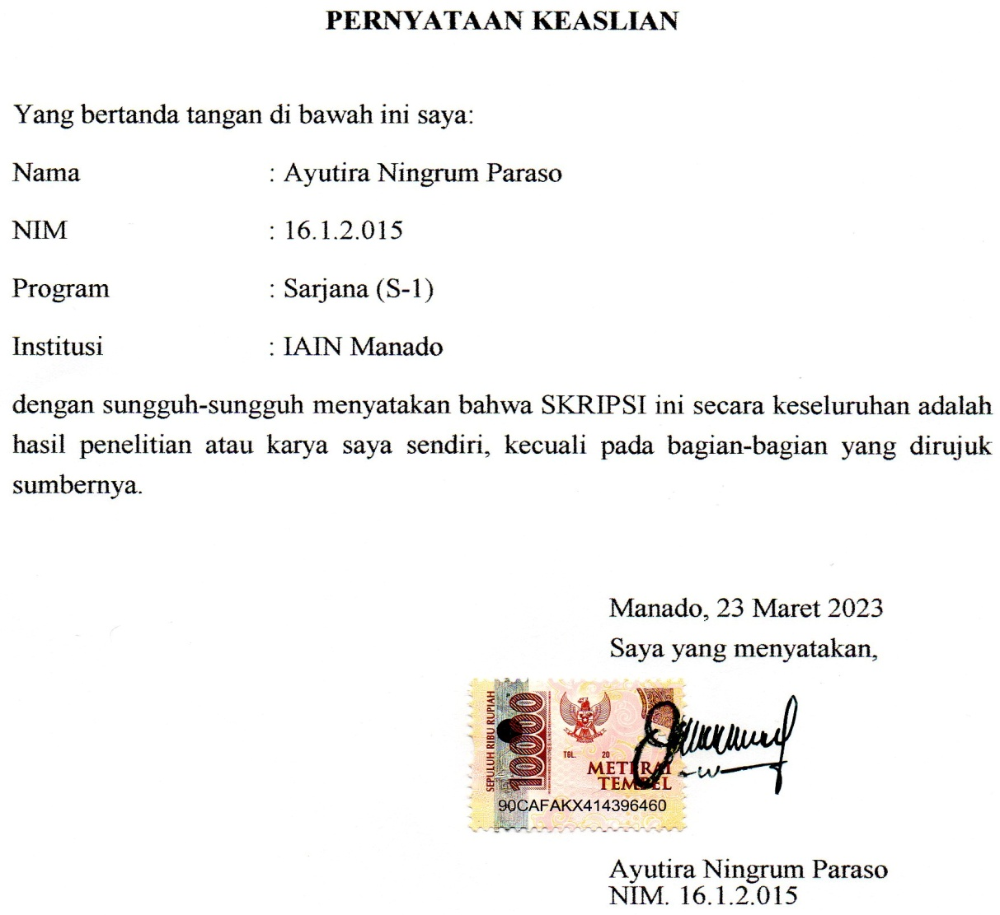 PERNYATAAN KEASLIAN
Yang bertanda tangan di bawah ini saya:
Nama : Ayutira Ningrum Paraso
NIM : 16.1.2.015
Program : Sarjana (S-1)
Institusi : IAIN Manado
dengan sungguh-sungguh menyatakan bahwa SKRIPSI ini secara keseluruhan adalah
hasil penelitian atau karya saya sendiri, kecuali pada bagian-bagian yang dirujuk
sumbernya.
Manado, 23 Maret 2023
Saya yang menyatakan,
SEPULUH RIBU RUPIAH
10000
TGL. 20
METERAI
TEMPEL
90CAFAKX414396460
Ayutira Ningrum Paraso
NIM. 16.1.2.015